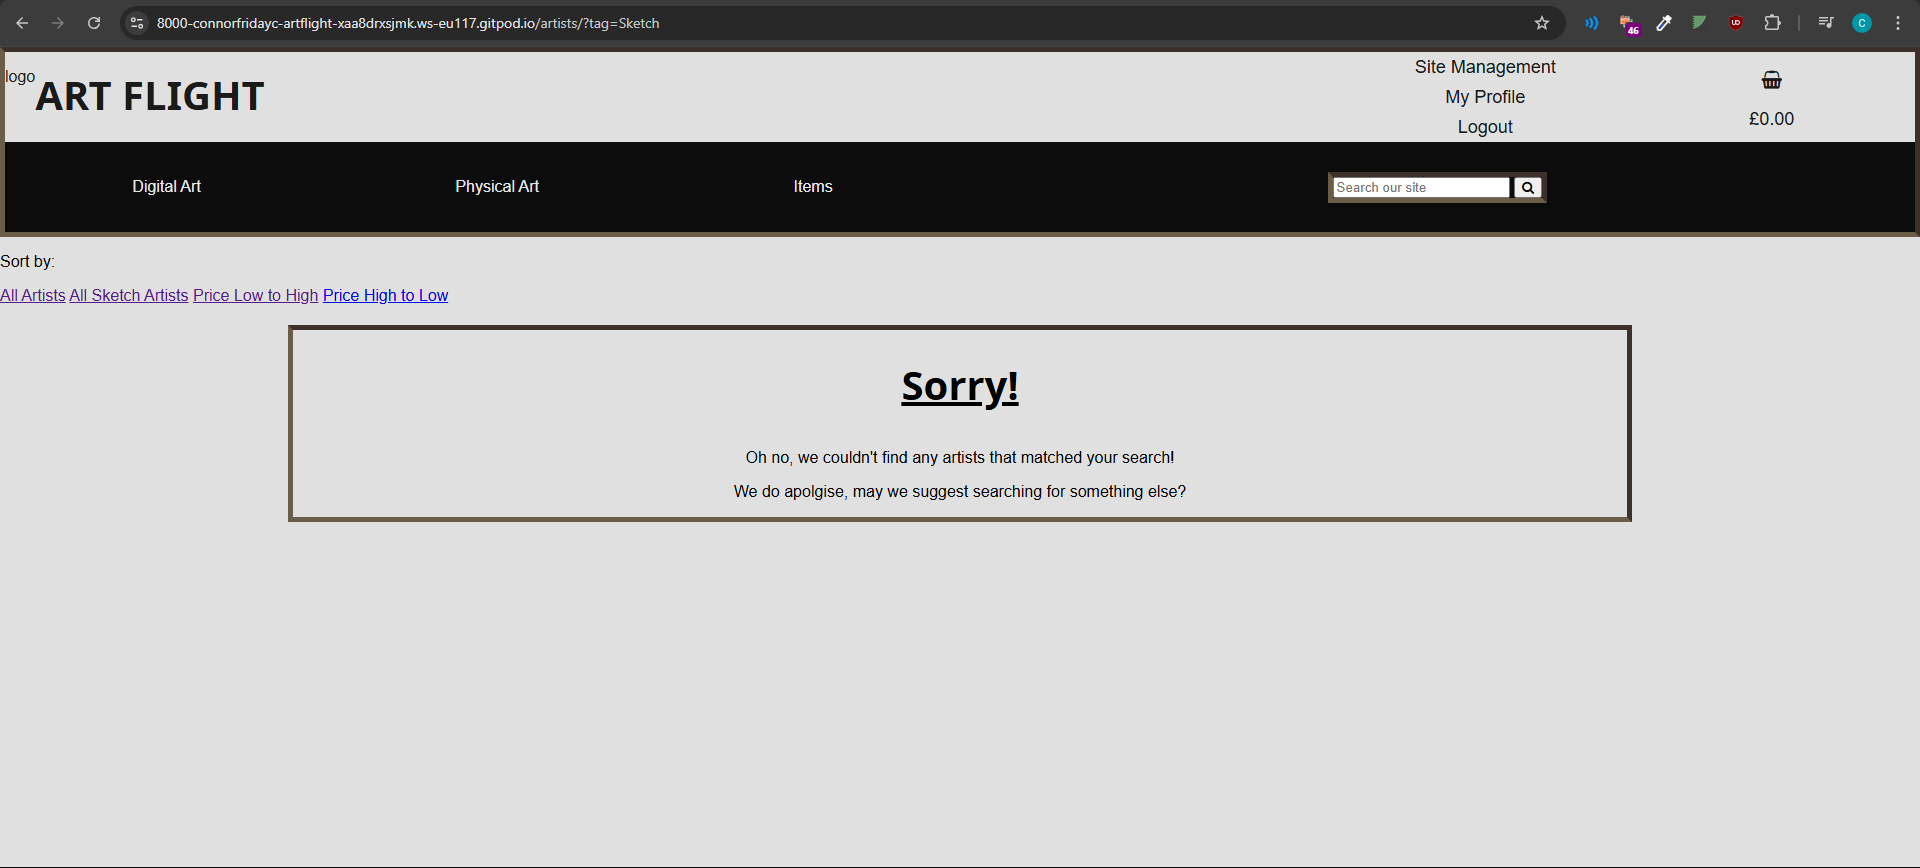 8000-connorfridayc-artflight-xaa8drxsjmk.ws-eu117.gitpod.io/artists/?tag=Sketch
46
C
logo
ART FLIGHT
Site Management
My Profile
Logout
£0.00
Digital Art
Physical Art
Items
Search our site
Sort by:
All Artists All Sketch Artists Price Low to High Price High to Low
Sorry!
Oh no, we couldn't find any artists that matched your search!
We do apolgise, may we suggest searching for something else?